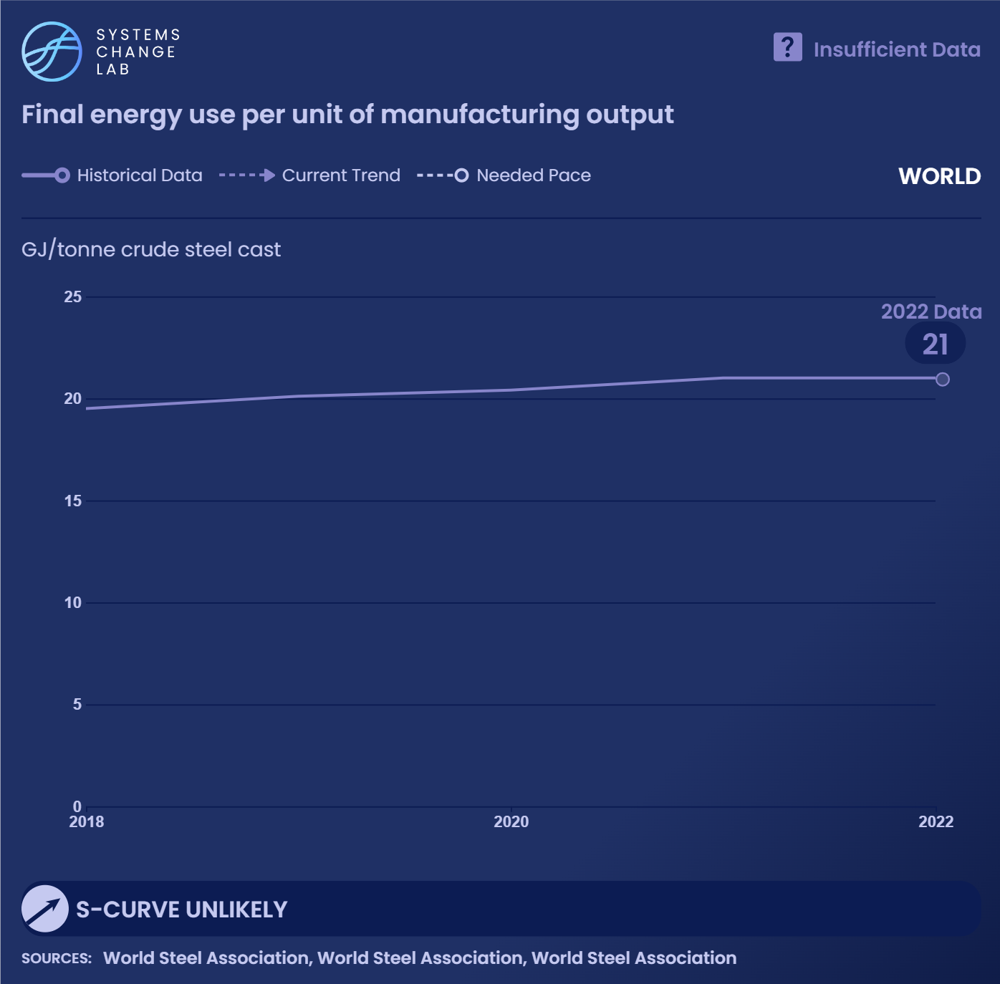 SYSTEMS
CHANGE
LAB
? Insufficient Data
Final energy use per unit of manufacturing output
Historical Data Current Trend Needed Pace WORLD
GJ/tonne crude steel cast
25
2022 Data
21
20
15
10
5
0
2018 2020 2022
S-CURVE UNLIKELY
SOURCES: World Steel Association, World Steel Association, World Steel Association